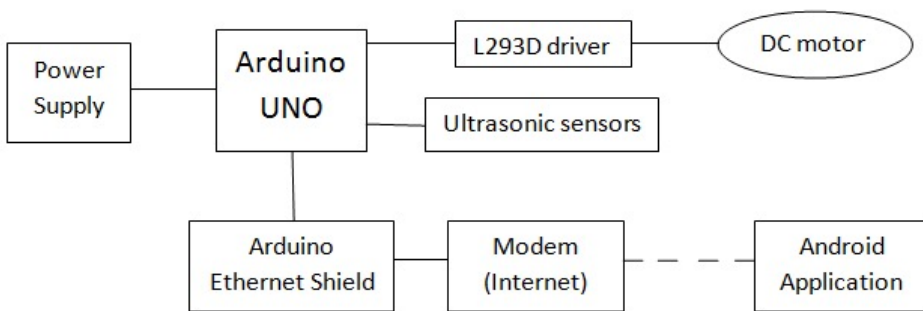 Power
Supply
Arduino
UNO
L293D driver
DC motor
Ultrasonic sensors
Arduino
Ethernet Shield
Modem
(Internet)
Android
Application